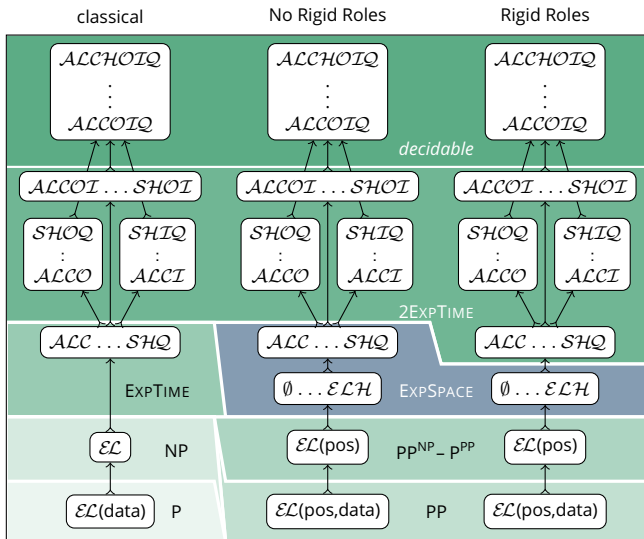 classical No Rigid Roles Rigid Roles
ALCHOIQ ALCHOIQ ALCHOIQ
⋮ ⋮ ⋮
ALCOIQ ALCOIQ ALCOIQ
decidable
ALCOI ... SHOI ALCOI ... SHOI ALCOI ... SHOI
SHOQ SHIQ SHOQ SHIQ SHOQ SHIQ
⋮ ⋮ ⋮ ⋮ ⋮ ⋮
ALCO ALCI ALCO ALCI ALCO ALCI
2EXPTIME
ALC ... SHQ ALC ... SHQ ALC ... SHQ
EXPTIME ∅ ... ELH EXPSPACE ∅ ... ELH
EL NP EL(pos) PP^NP – P^PP EL(pos)
EL(data) P EL(pos,data) PP EL(pos,data)